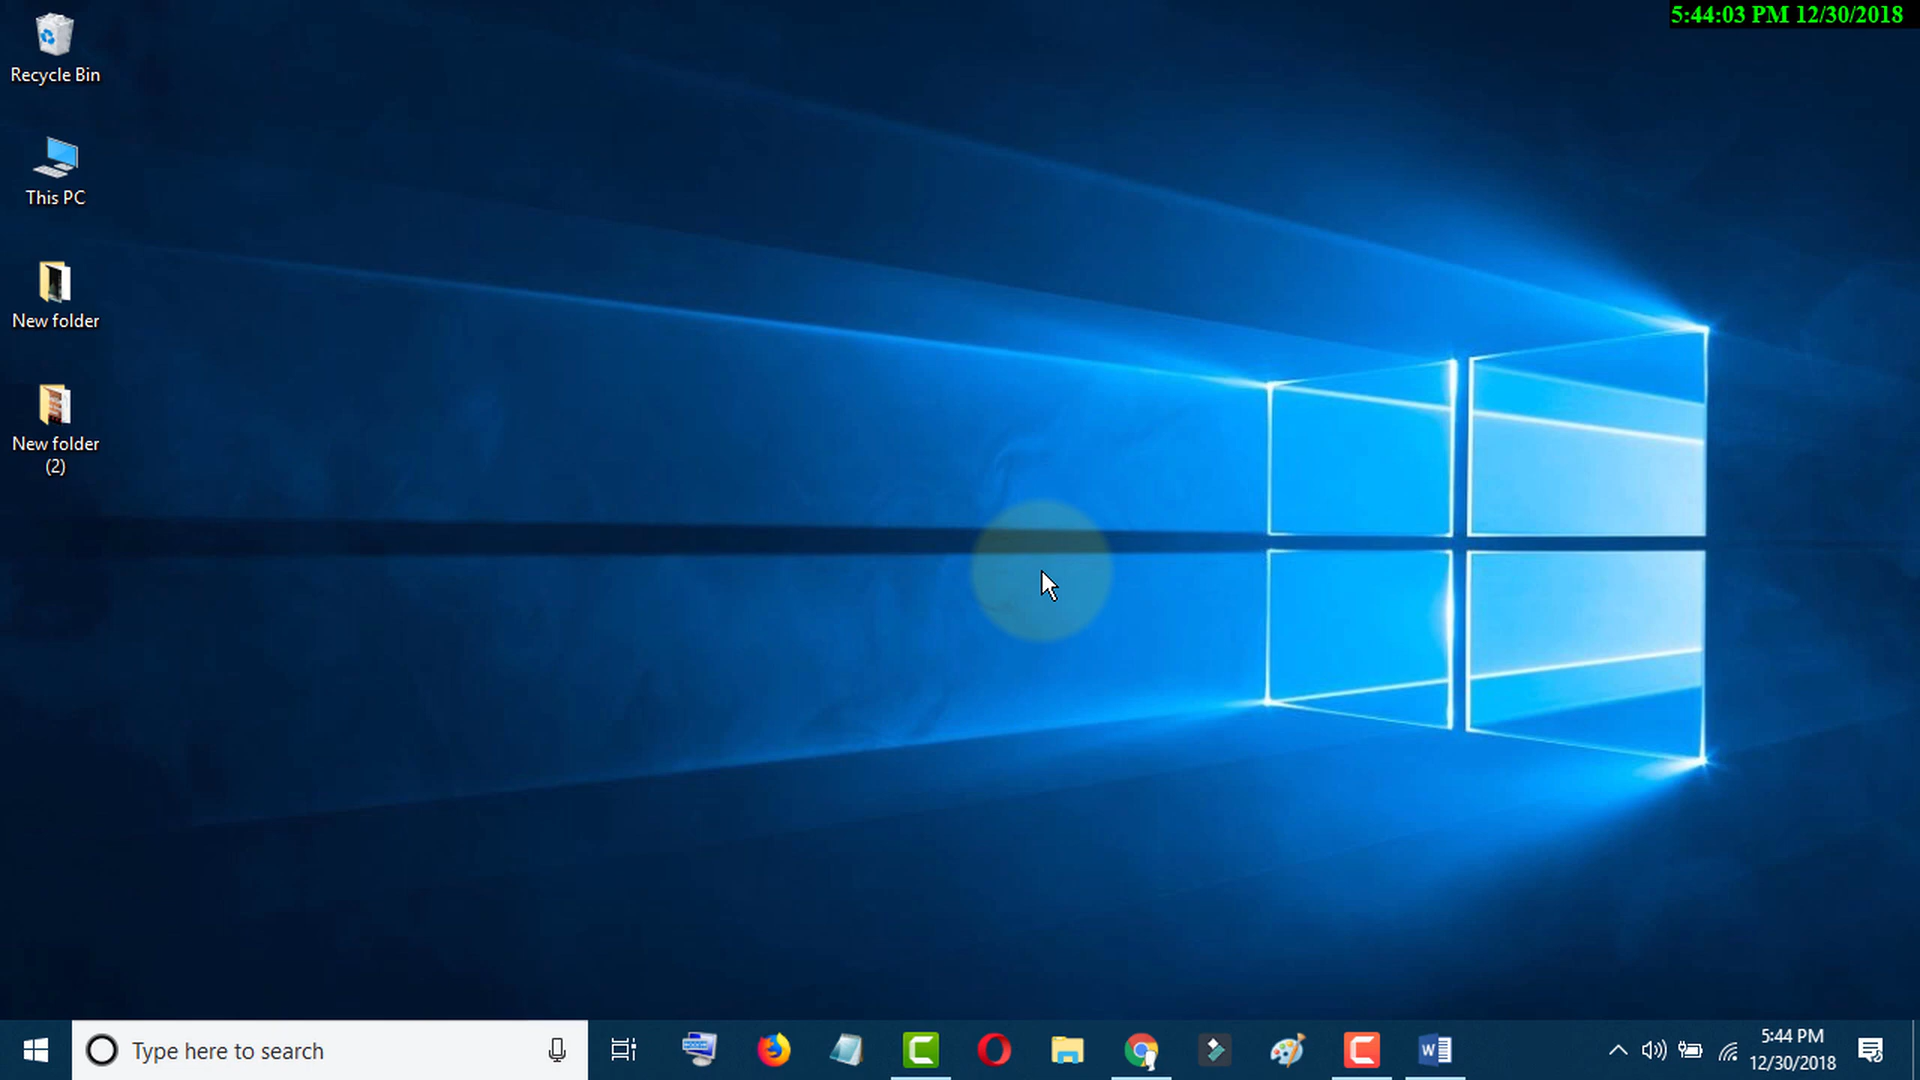 5:44:03 PM 12/30/2018
Recycle Bin
This PC
New folder
New folder
(2)
Type here to search
5:44 PM
12/30/2018